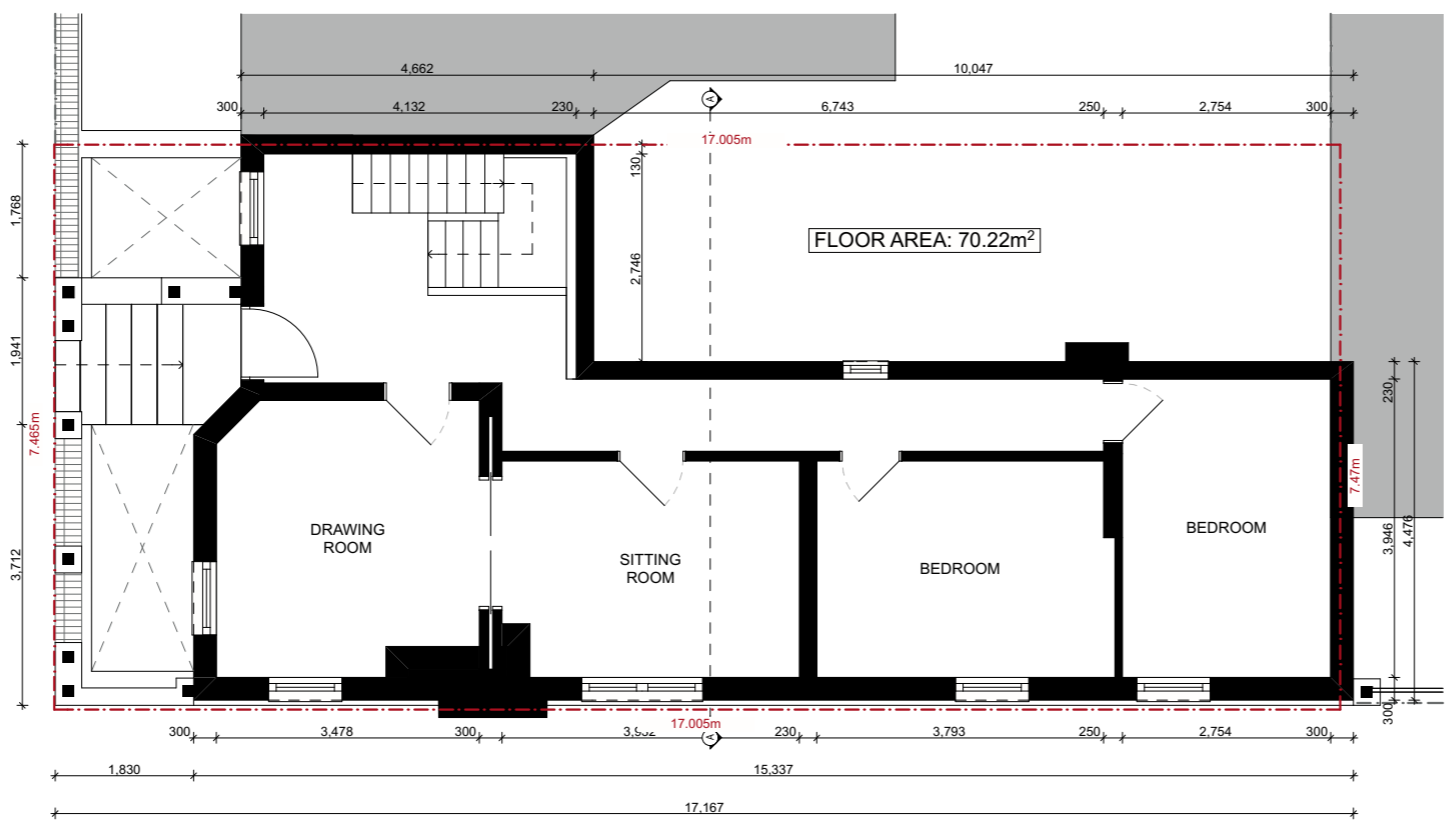 4,662
10,047
300
4,132
230
6,743
250
2,754
300
A
17.005m
130
1,768
FLOOR AREA: 70.22m²
2,746
1,941
230
7.465m
7.47m
3,946
4,476
DRAWING
ROOM
SITTING
ROOM
BEDROOM
BEDROOM
3,712
300
17.005m
300
3,478
300
230
3,793
250
2,754
300
A
1,830
15,337
17,167